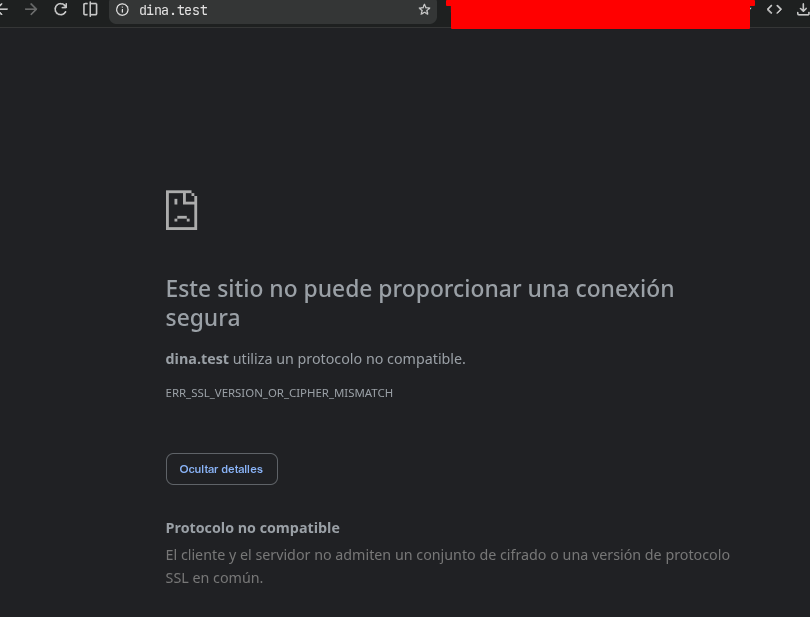 dina.test
Este sitio no puede proporcionar una conexión
segura
dina.test utiliza un protocolo no compatible.
ERR_SSL_VERSION_OR_CIPHER_MISMATCH
Ocultar detalles
Protocolo no compatible
El cliente y el servidor no admiten un conjunto de cifrado o una versión de protocolo
SSL en común.